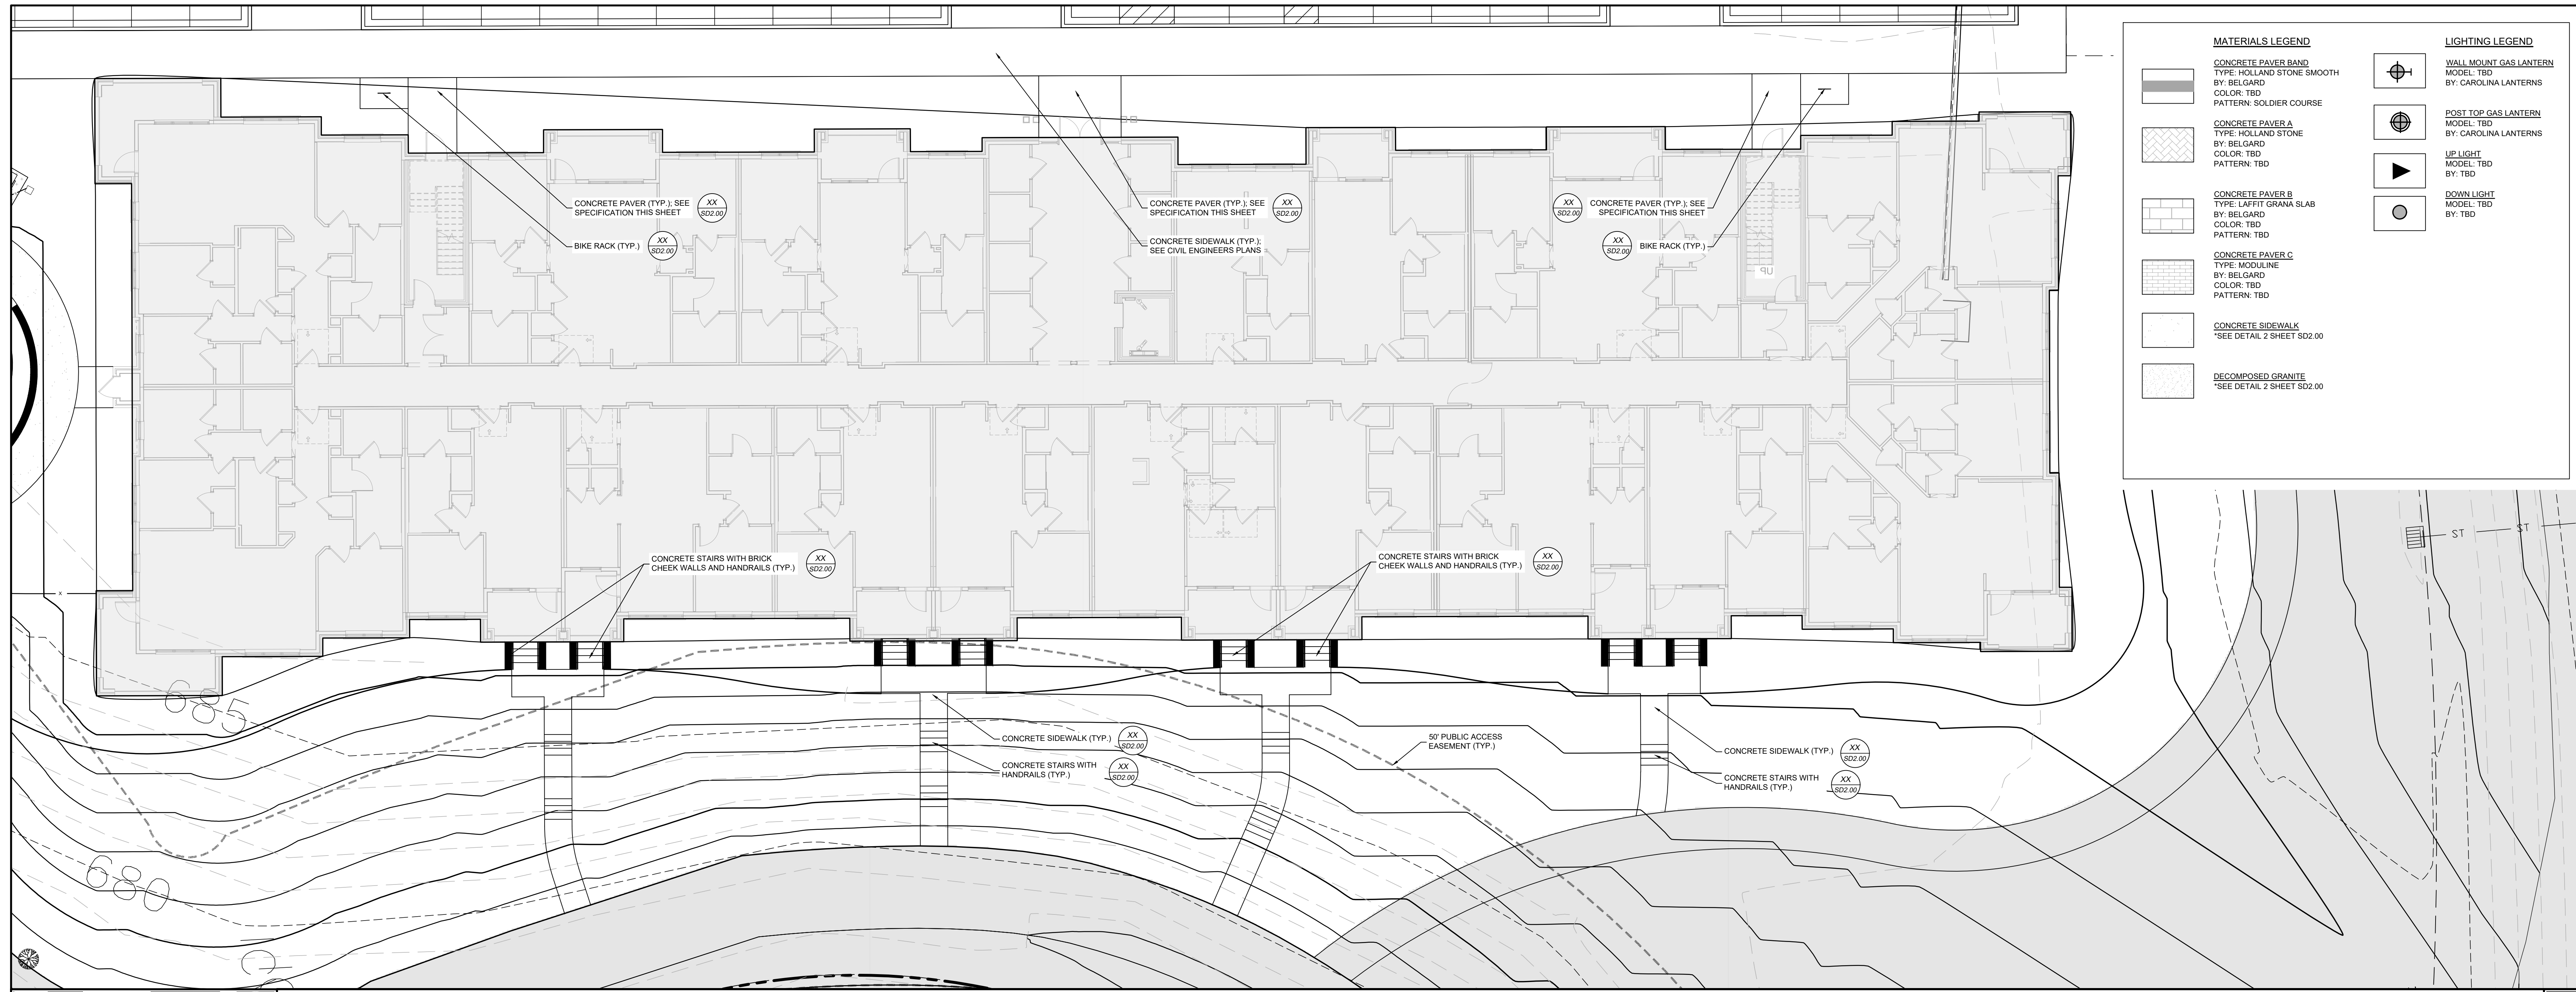 MATERIALS LEGEND
CONCRETE PAVER BAND
TYPE: HOLLAND STONE SMOOTH
BY: BELGARD
COLOR: TBD
PATTERN: SOLDIER COURSE
CONCRETE PAVER A
TYPE: HOLLAND STONE
BY: BELGARD
COLOR: TBD
PATTERN: TBD
CONCRETE PAVER B
TYPE: LAFFIT GRANA SLAB
BY: BELGARD
COLOR: TBD
PATTERN: TBD
CONCRETE PAVER C
TYPE: MODULINE
BY: BELGARD
COLOR: TBD
PATTERN: TBD
CONCRETE SIDEWALK
*SEE DETAIL 2 SHEET SD2.00
DECOMPOSED GRANITE
*SEE DETAIL 2 SHEET SD2.00
LIGHTING LEGEND
WALL MOUNT GAS LANTERN
MODEL: TBD
BY: CAROLINA LANTERNS
POST TOP GAS LANTERN
MODEL: TBD
BY: CAROLINA LANTERNS
UP LIGHT
MODEL: TBD
BY: TBD
DOWN LIGHT
MODEL: TBD
BY: TBD
CONCRETE PAVER (TYP.); SEE
SPECIFICATION THIS SHEET
XX
SD2.00
BIKE RACK (TYP.)
XX
SD2.00
CONCRETE PAVER (TYP.); SEE
SPECIFICATION THIS SHEET
XX
SD2.00
CONCRETE SIDEWALK (TYP.);
SEE CIVIL ENGINEERS PLANS
XX
SD2.00
CONCRETE PAVER (TYP.); SEE
SPECIFICATION THIS SHEET
XX
SD2.00
BIKE RACK (TYP.)
UP
CONCRETE STAIRS WITH BRICK
CHEEK WALLS AND HANDRAILS (TYP.)
XX
SD2.00
CONCRETE STAIRS WITH BRICK
CHEEK WALLS AND HANDRAILS (TYP.)
XX
SD2.00
ST
ST
x
685
CONCRETE SIDEWALK (TYP.)
XX
SD2.00
CONCRETE STAIRS WITH
HANDRAILS (TYP.)
XX
SD2.00
50' PUBLIC ACCESS
EASEMENT (TYP.)
CONCRETE SIDEWALK (TYP.)
XX
SD2.00
CONCRETE STAIRS WITH
HANDRAILS (TYP.)
XX
SD2.00
680